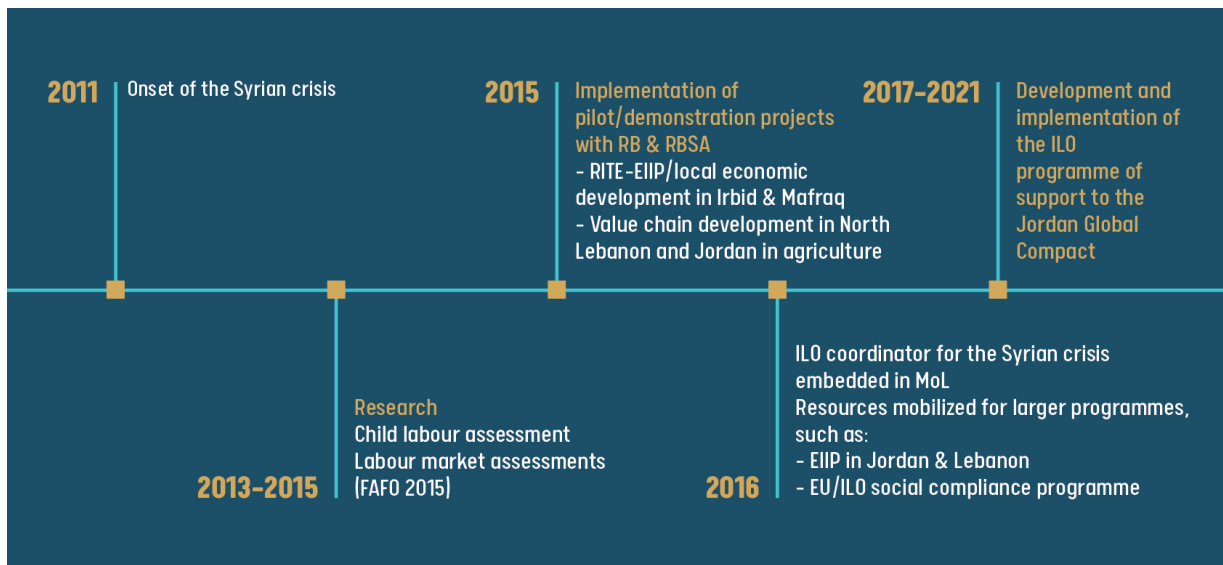 2011
Onset of the Syrian crisis
2013–2015
Research
Child labour assessment
Labour market assessments
(FAFO 2015)
2015
Implementation of
pilot/demonstration projects
with RB & RBSA
- RITE-EIIP/local economic
development in Irbid & Mafraq
- Value chain development in North
Lebanon and Jordan in agriculture
2016
ILO coordinator for the Syrian crisis
embedded in MoL
Resources mobilized for larger programmes,
such as:
- EIIP in Jordan & Lebanon
- EU/ILO social compliance programme
2017–2021
Development and
implementation of
the ILO
programme of
support to the
Jordan Global
Compact